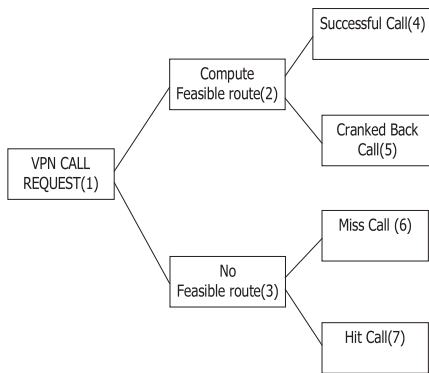 Successful Call(4)
Compute
Feasible route(2)
Cranked Back
Call(5)
VPN CALL
REQUEST(1)
Miss Call (6)
No
Feasible route(3)
Hit Call(7)